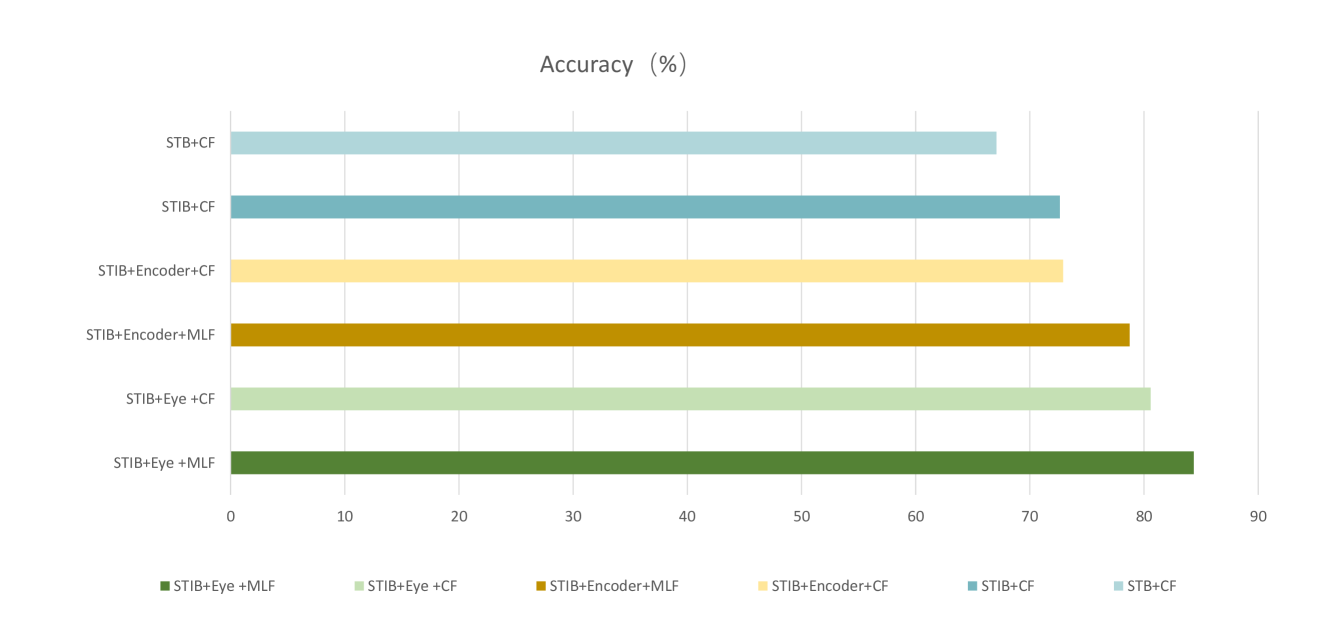 Accuracy（%）
STB+CF
STIB+CF
STIB+Encoder+CF
STIB+Encoder+MLF
STIB+Eye +CF
STIB+Eye +MLF
0 10 20 30 40 50 60 70 80 90
STIB+Eye +MLF STIB+Eye +CF STIB+Encoder+MLF STIB+Encoder+CF STIB+CF STB+CF